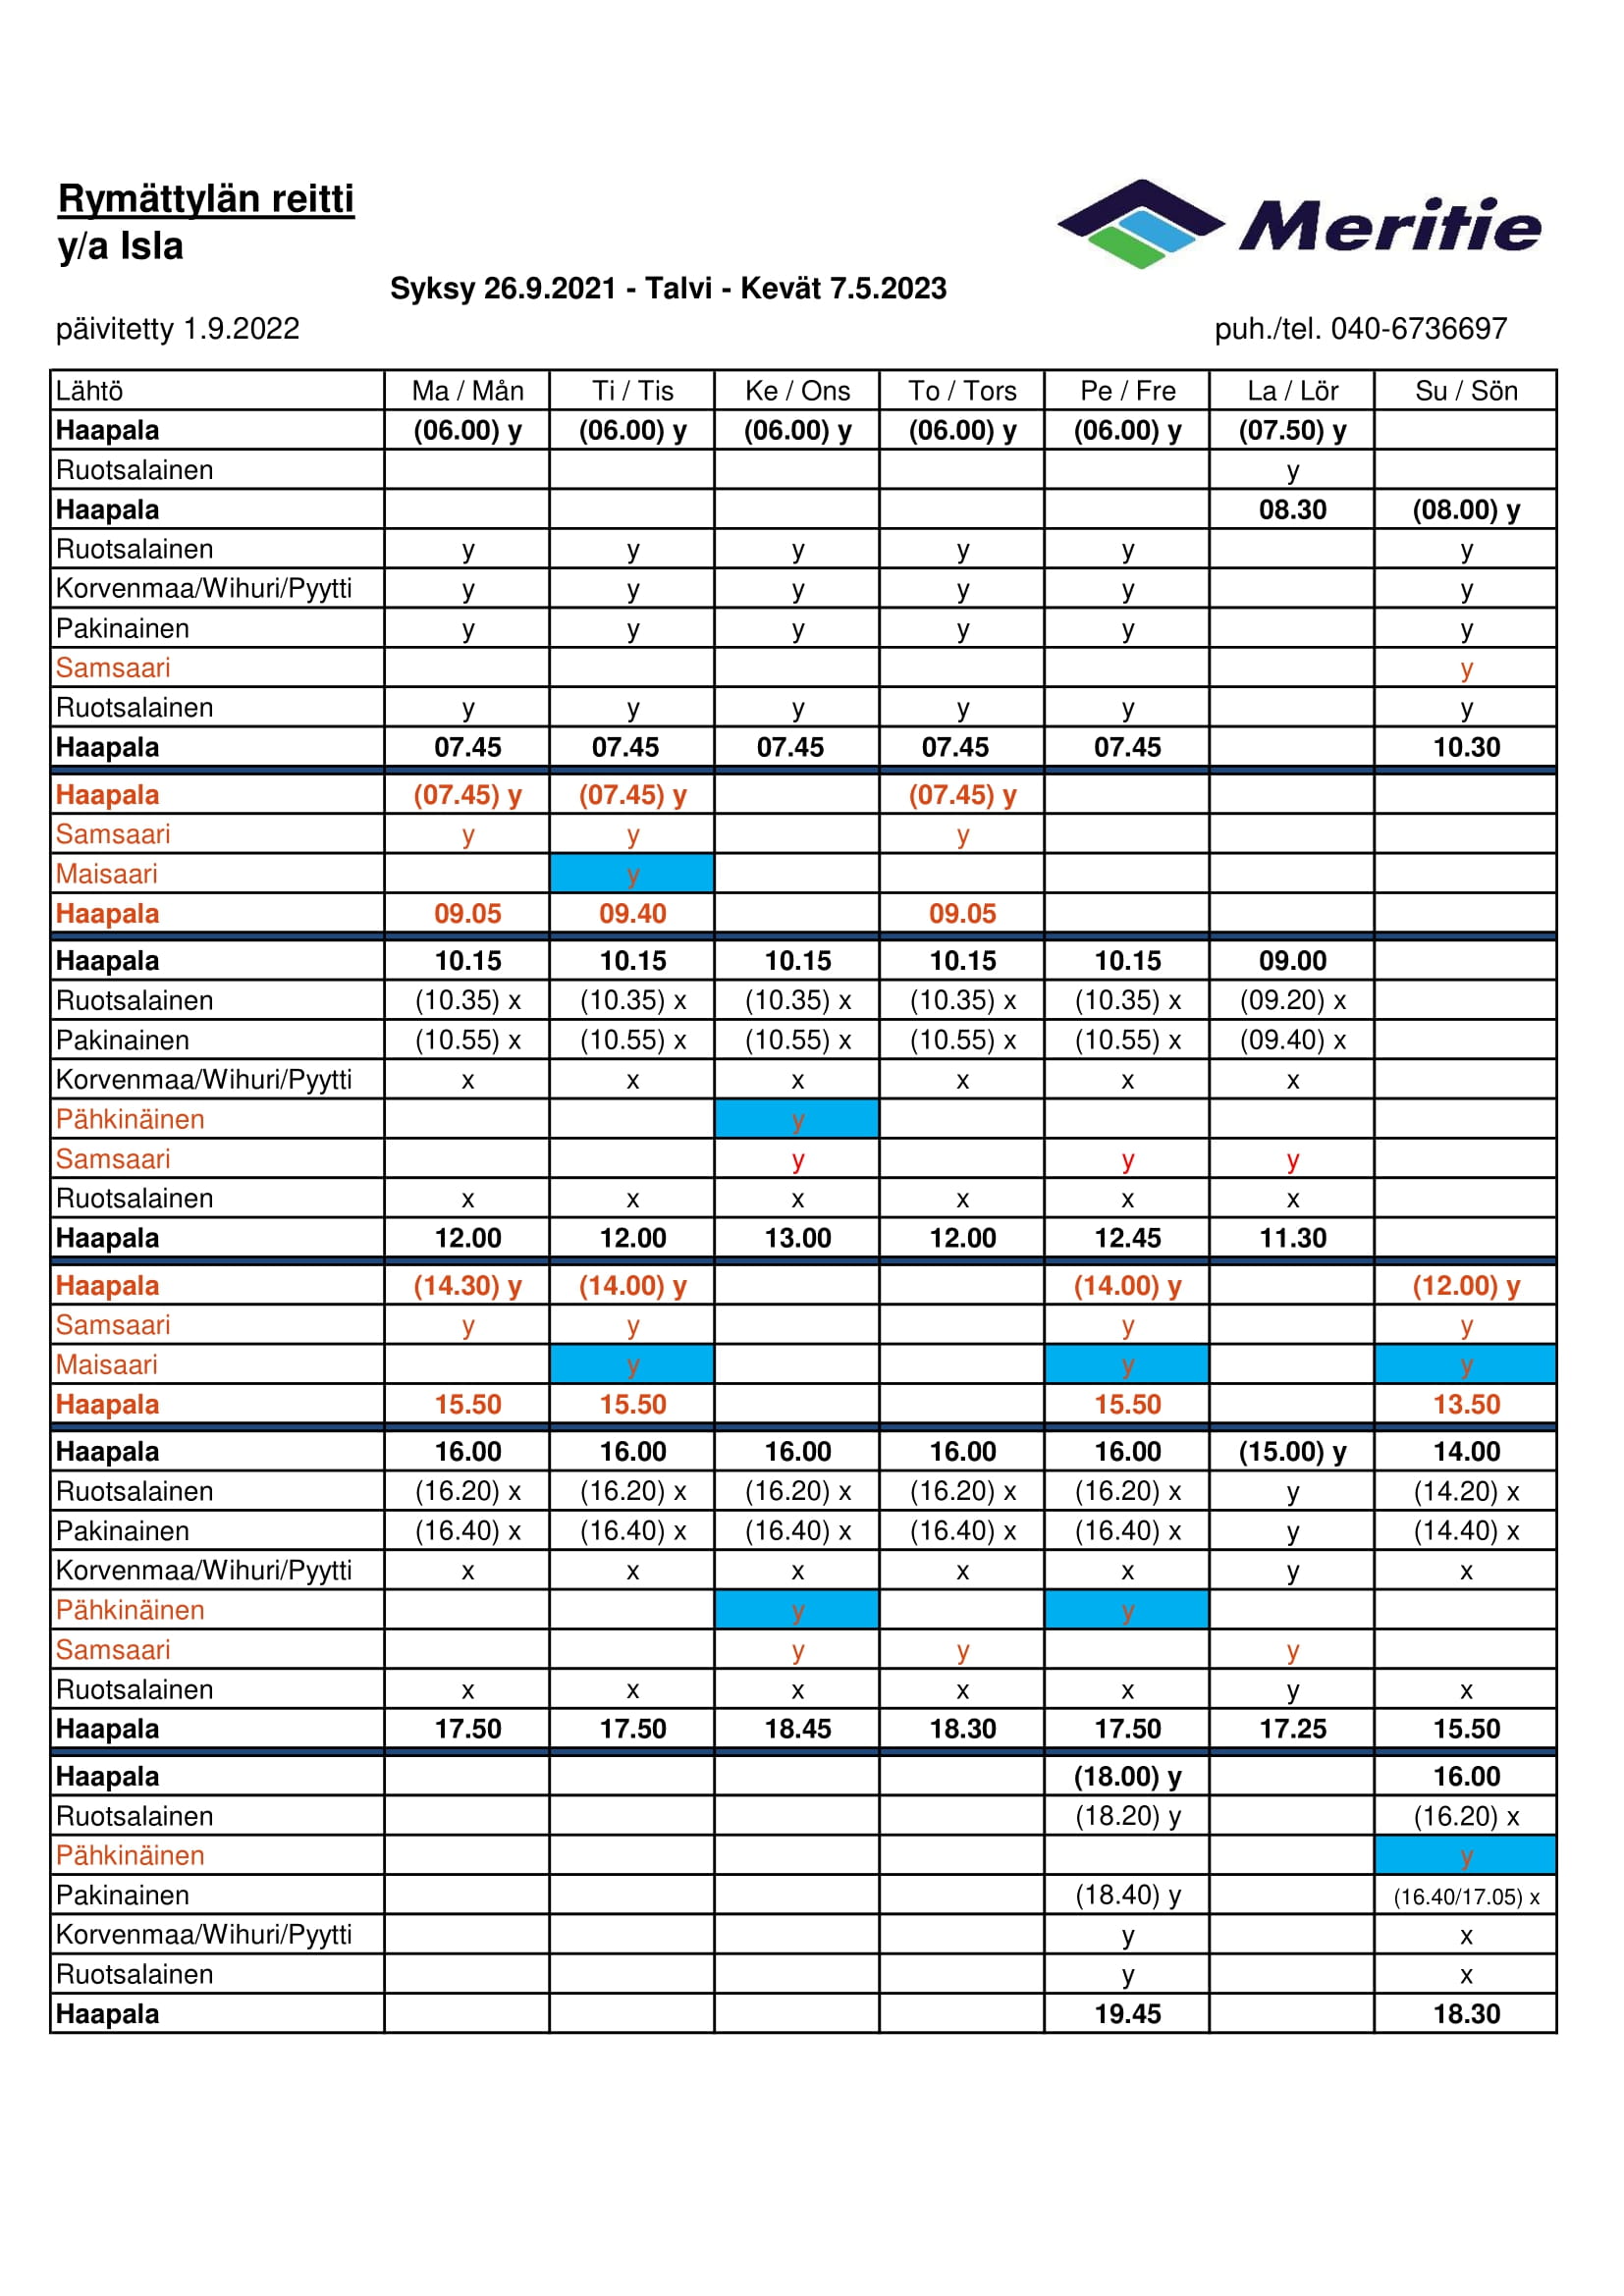 Rymättylän reitti
y/a Isla
Meritie
Syksy 26.9.2021 - Talvi - Kevät 7.5.2023
päivitetty 1.9.2022 puh./tel. 040-6736697
Lähtö Ma / Mån Ti / Tis Ke / Ons To / Tors Pe / Fre La / Lör Su / Sön
Haapala (06.00) y (06.00) y (06.00) y (06.00) y (06.00) y (07.50) y
Ruotsalainen y
Haapala 08.30 (08.00) y
Ruotsalainen y y y y y y
Korvenmaa/Wihuri/Pyytti y y y y y y
Pakinainen y y y y y y
Samsaari y
Ruotsalainen y y y y y y
Haapala 07.45 07.45 07.45 07.45 07.45 10.30
Haapala (07.45) y (07.45) y (07.45) y
Samsaari y y y
Maisaari y
Haapala 09.05 09.40 09.05
Haapala 10.15 10.15 10.15 10.15 10.15 09.00
Ruotsalainen (10.35) x (10.35) x (10.35) x (10.35) x (10.35) x (09.20) x
Pakinainen (10.55) x (10.55) x (10.55) x (10.55) x (10.55) x (09.40) x
Korvenmaa/Wihuri/Pyytti x x x x x x
Pähkinäinen y
Samsaari y y y
Ruotsalainen x x x x x x
Haapala 12.00 12.00 13.00 12.00 12.45 11.30
Haapala (14.30) y (14.00) y (14.00) y (12.00) y
Samsaari y y y y
Maisaari y y y
Haapala 15.50 15.50 15.50 13.50
Haapala 16.00 16.00 16.00 16.00 16.00 (15.00) y 14.00
Ruotsalainen (16.20) x (16.20) x (16.20) x (16.20) x (16.20) x y (14.20) x
Pakinainen (16.40) x (16.40) x (16.40) x (16.40) x (16.40) x y (14.40) x
Korvenmaa/Wihuri/Pyytti x x x x x y x
Pähkinäinen y y
Samsaari y y y
Ruotsalainen x x x x x y x
Haapala 17.50 17.50 18.45 18.30 17.50 17.25 15.50
Haapala (18.00) y 16.00
Ruotsalainen (18.20) y (16.20) x
Pähkinäinen y
Pakinainen (18.40) y (16.40/17.05) x
Korvenmaa/Wihuri/Pyytti y x
Ruotsalainen y x
Haapala 19.45 18.30